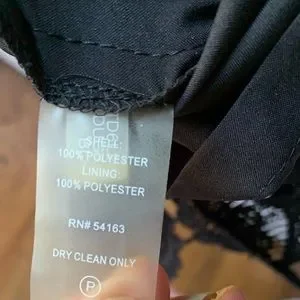 SHELL:
100% POLYESTER
LINING:
100% POLYESTER
RN# 54163
DRY CLEAN ONLY
P